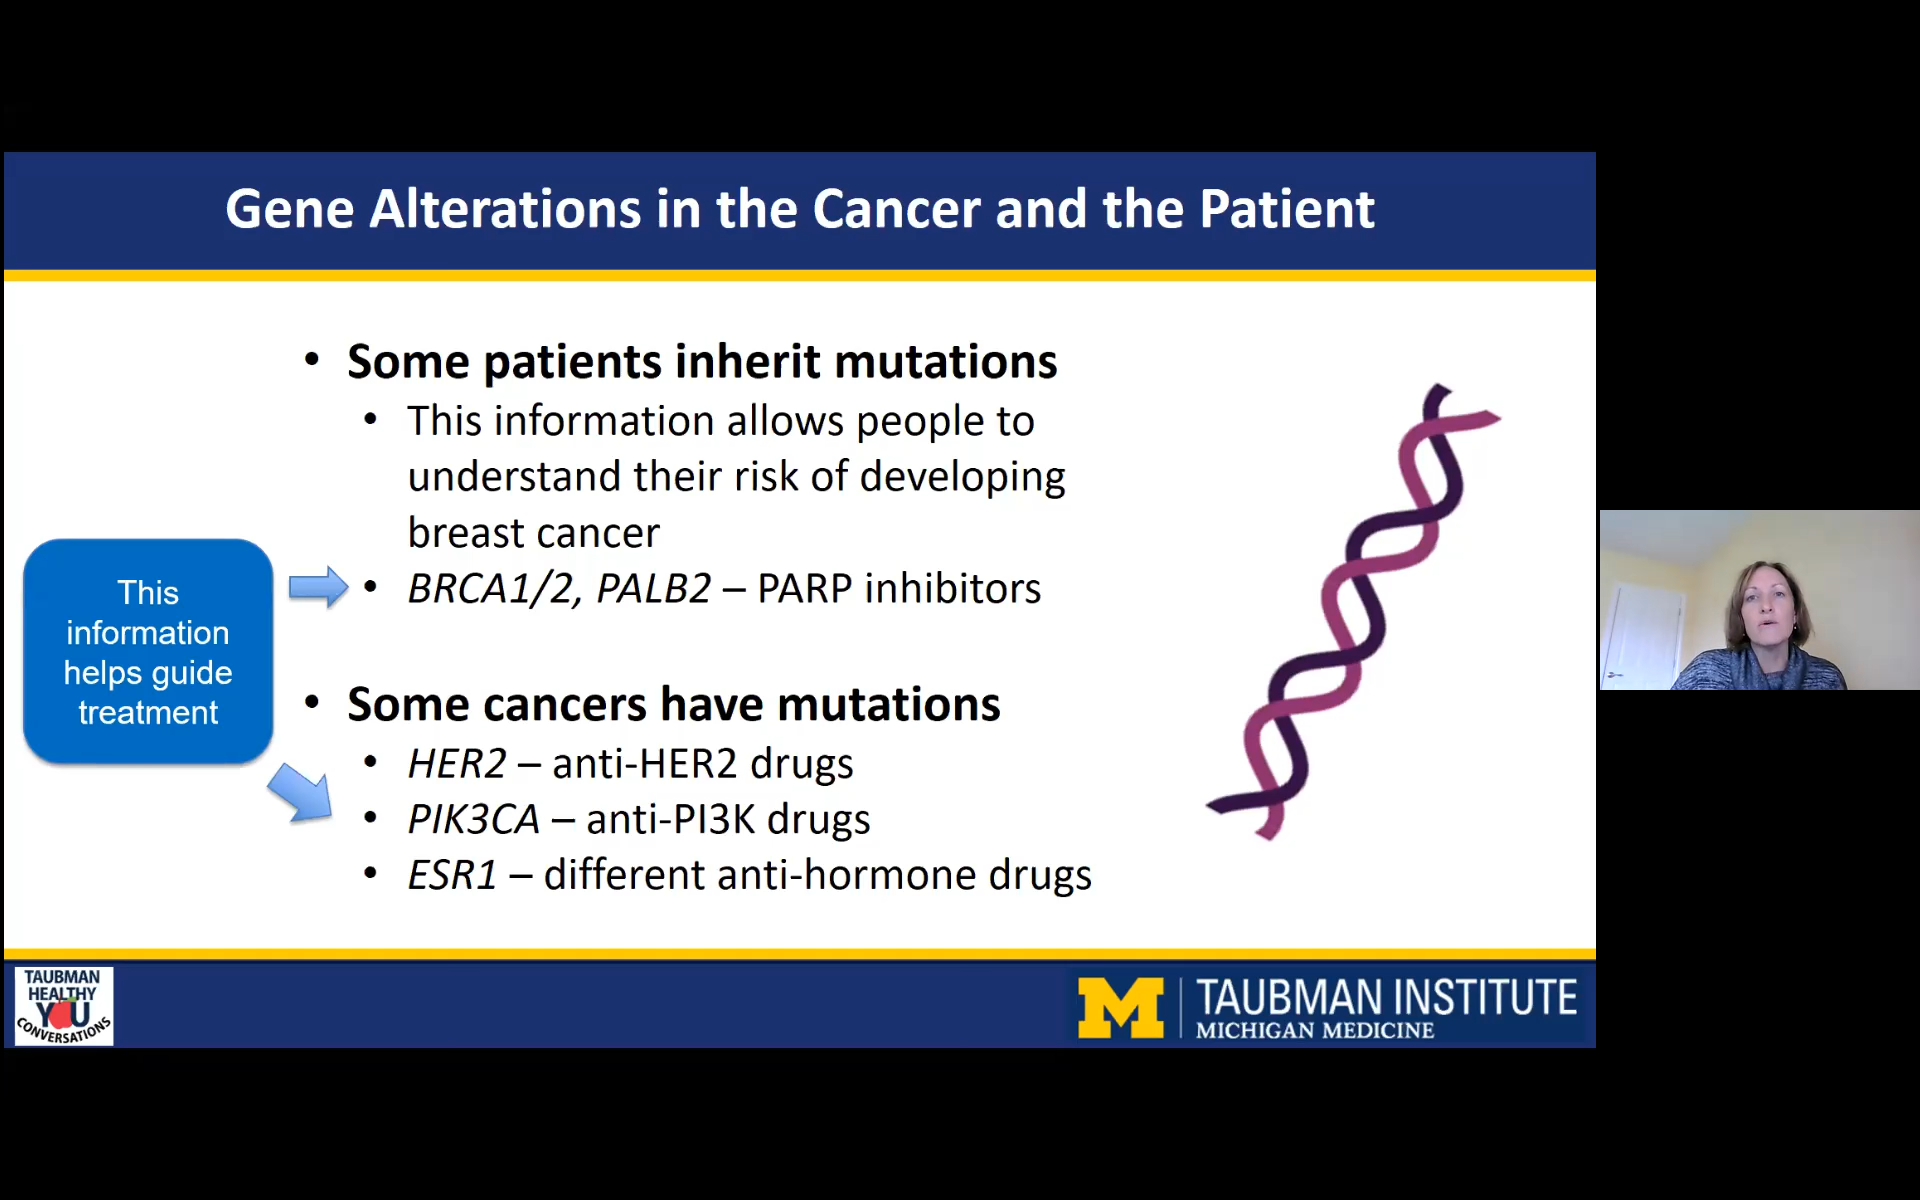 Gene Alterations in the Cancer and the Patient
• Some patients inherit mutations
• This information allows people to
understand their risk of developing
breast cancer
• BRCA1/2, PALB2 – PARP inhibitors
This
information
helps guide
treatment
• Some cancers have mutations
• HER2 – anti-HER2 drugs
• PIK3CA – anti-PI3K drugs
• ESR1 – different anti-hormone drugs
TAUBMAN
HEALTHY
YOU
CONVERSATIONS
M
TAUBMAN INSTITUTE
MICHIGAN MEDICINE